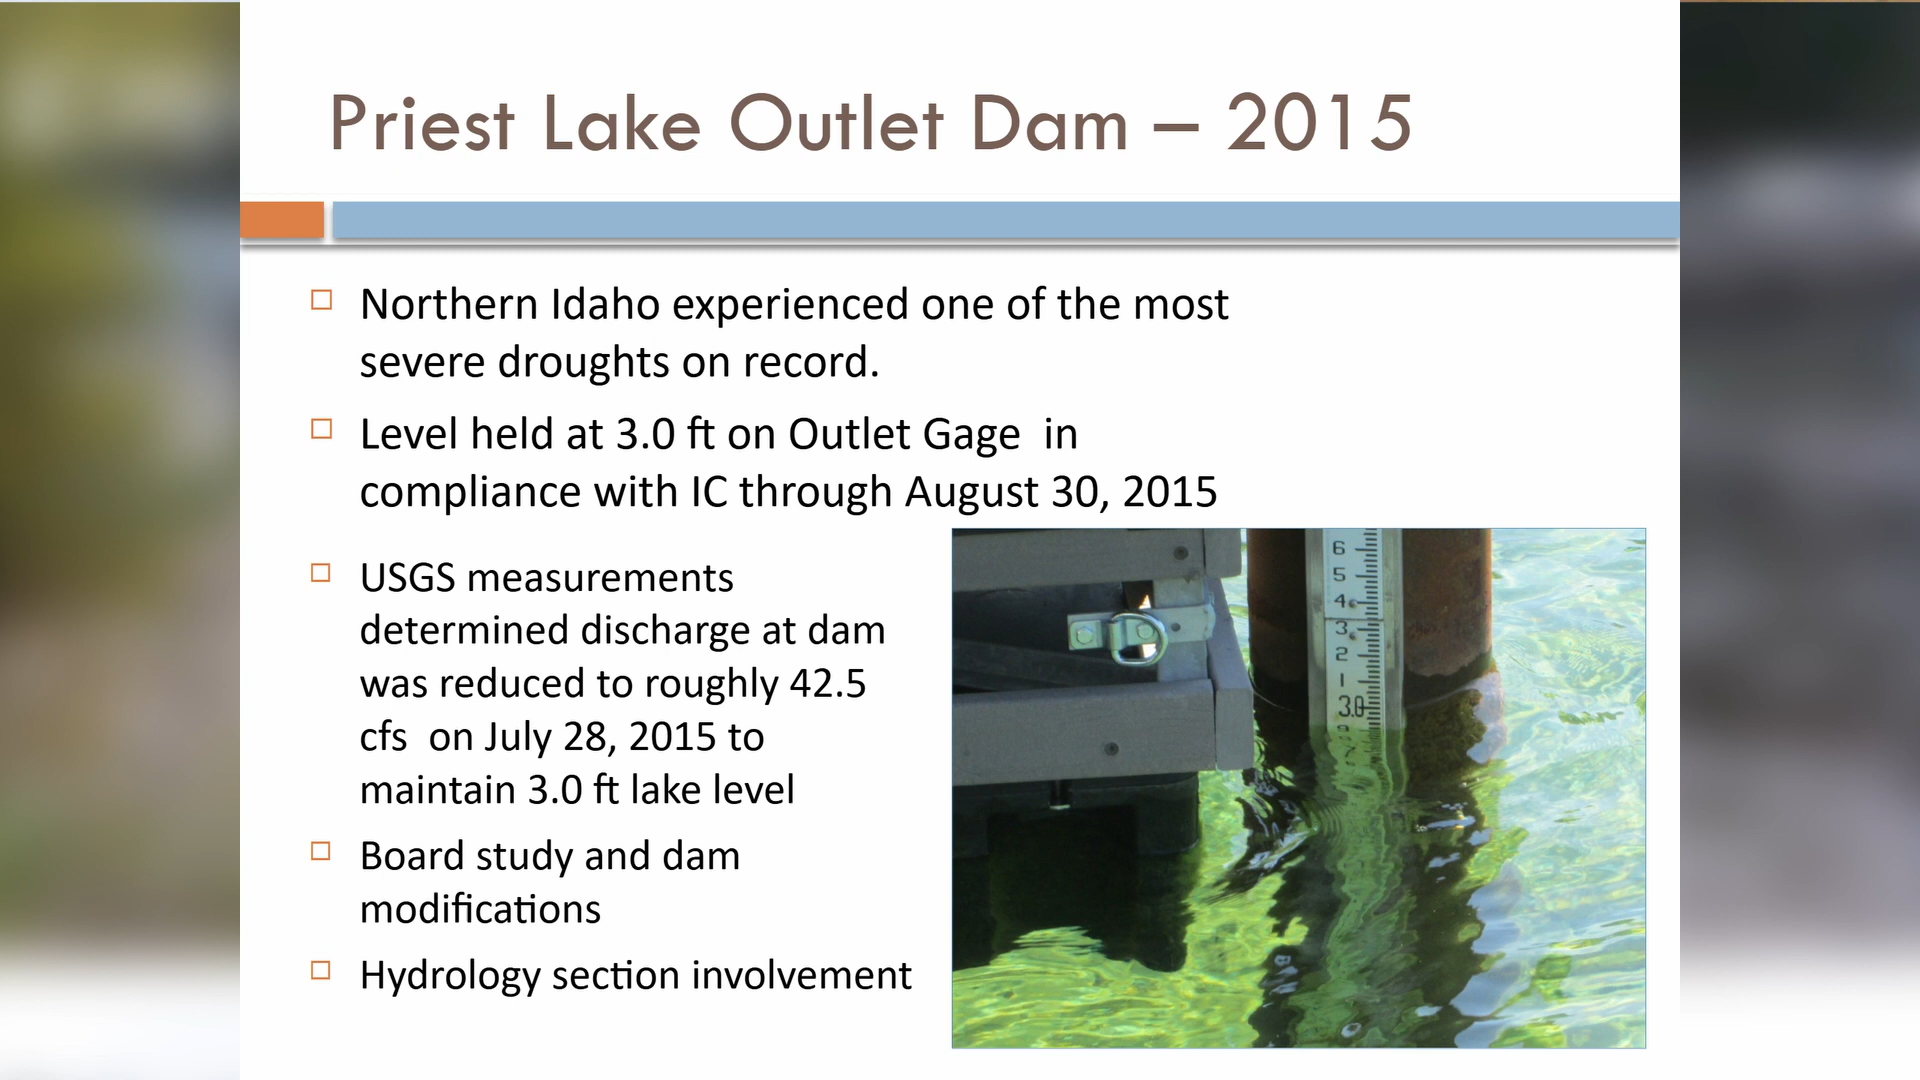 Priest Lake Outlet Dam – 2015
Northern Idaho experienced one of the most
severe droughts on record.
Level held at 3.0 ft on Outlet Gage  in
compliance with IC through August 30, 2015
USGS measurements
determined discharge at dam
was reduced to roughly 42.5
cfs  on July 28, 2015 to
maintain 3.0 ft lake level
Board study and dam
modifications
Hydrology section involvement
6
5
4
3
2
1
3.0